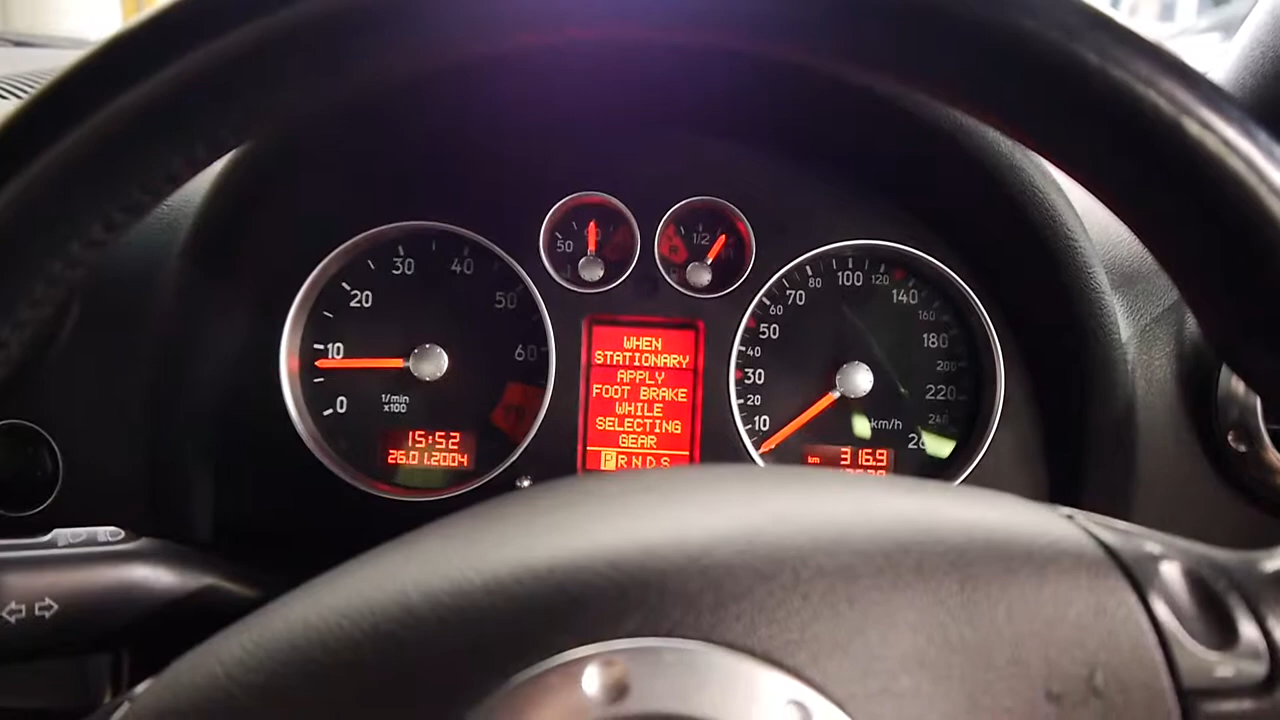 50
1/2
R
0
10
20
30
40
50
60
1/min
x100
15:52
26.01.2004
WHEN
STATIONARY
APPLY
FOOT BRAKE
WHILE
SELECTING
GEAR
PRNDS
10
20
30
40
50
60
70
80
100
120
140
160
180
200
220
240
km/h
km 316.9